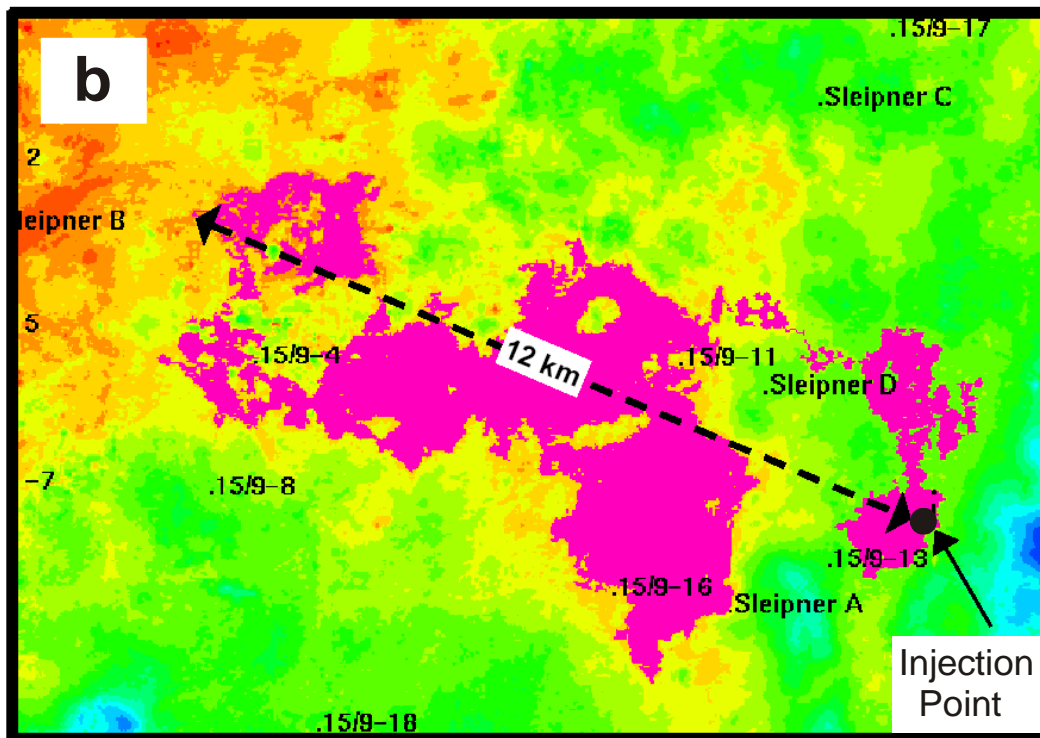 .15/9-17
b
.Sleipner C
2
leipner B
5
12 km
.15/9-4
.15/9-11
.Sleipner D
-7
.15/9-8
.15/9-13
.15/9-16
.Sleipner A
Injection
Point
.15/9-18